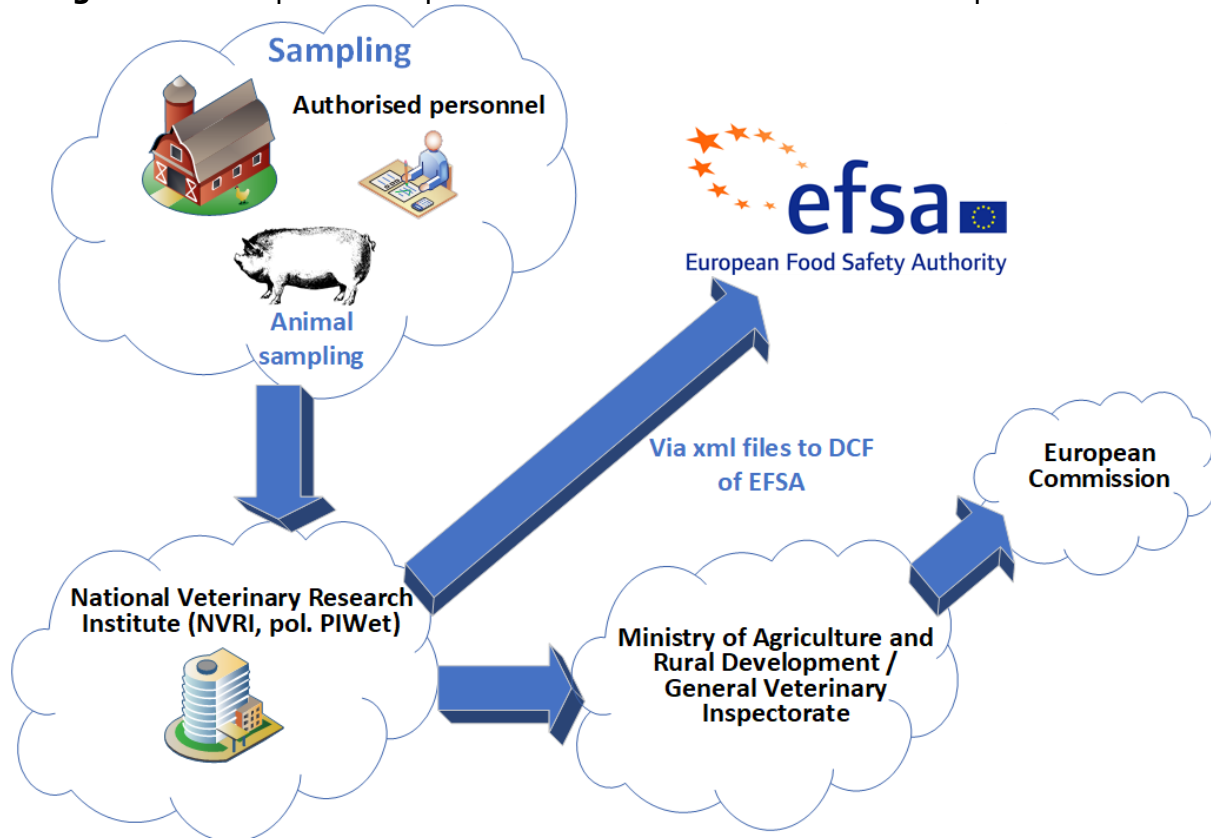 Sampling
Authorised personnel
Animal
sampling
efsa
European Food Safety Authority
Via xml files to DCF
of EFSA
European
Commission
National Veterinary Research
Institute (NVRI, pol. PIWet)
Ministry of Agriculture and
Rural Development /
General Veterinary
Inspectorate